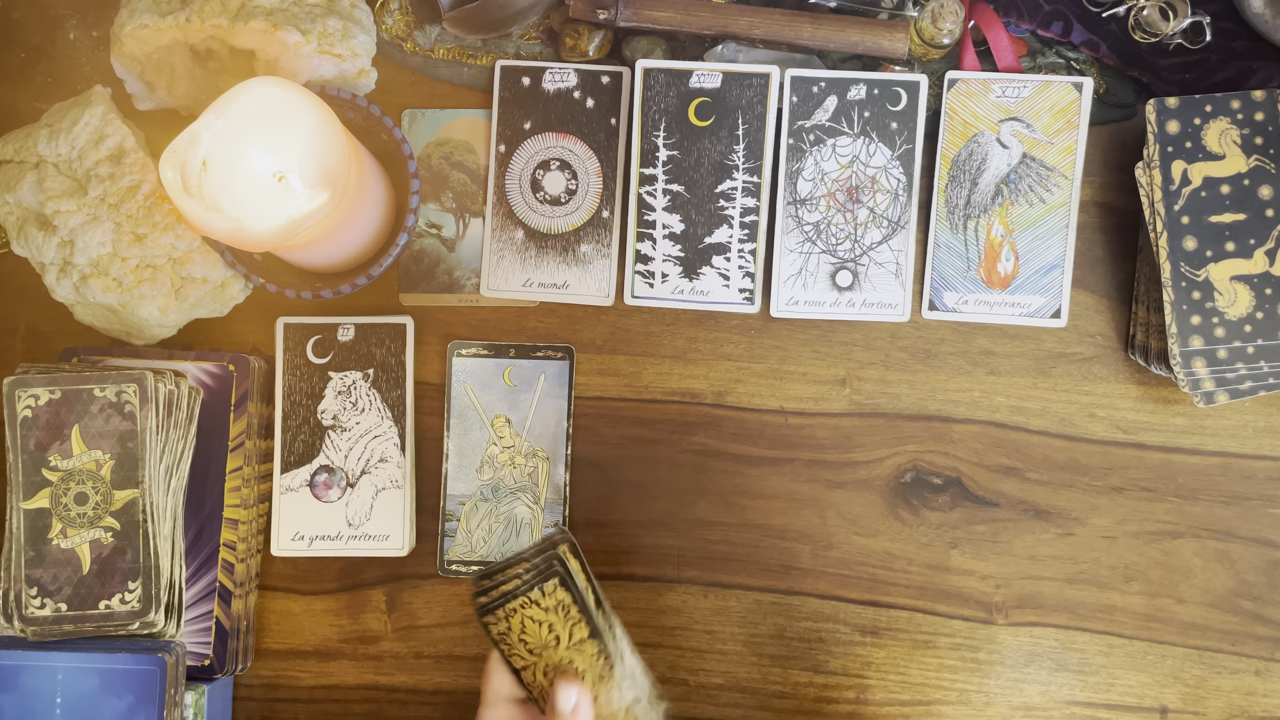 XXI
Le monde
XVIII
La lune
La roue de la fortune
XIV
La tempérance
II
La grande prêtresse
2